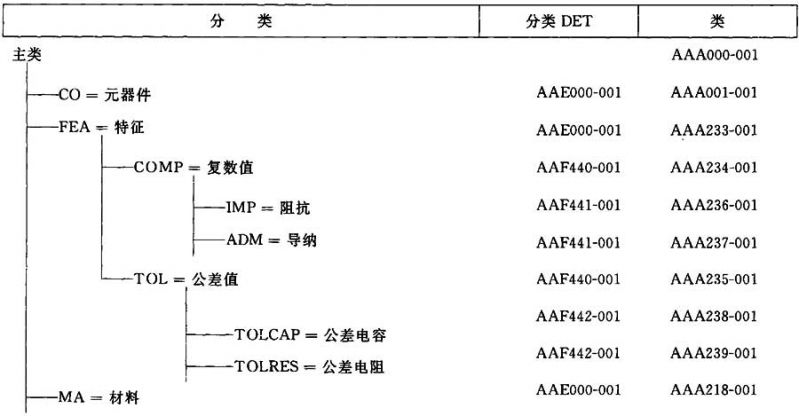 分 类 分类 DET 类
主类 AAA000-001
CO = 元器件 AAE000-001 AAA001-001
FEA = 特征 AAE000-001 AAA233-001
COMP = 复数值 AAF440-001 AAA234-001
IMP = 阻抗 AAF441-001 AAA236-001
ADM = 导纳 AAF441-001 AAA237-001
TOL = 公差值 AAF440-001 AAA235-001
TOLCAP = 公差电容 AAF442-001 AAA238-001
TOLRES = 公差电阻 AAF442-001 AAA239-001
MA = 材料 AAE000-001 AAA218-001